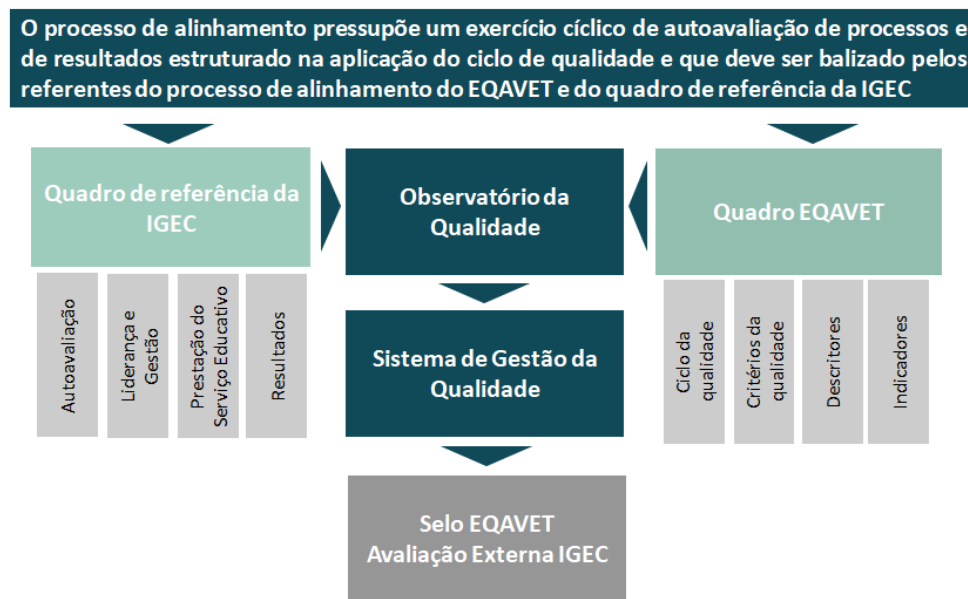 O processo de alinhamento pressupõe um exercício cíclico de autoavaliação de processos e
de resultados estruturado na aplicação do ciclo de qualidade e que deve ser balizado pelos
referentes do processo de alinhamento do EQAVET e do quadro de referência da IGEC
Quadro de referência da
IGEC
Observatório da
Qualidade
Quadro EQAVET
Autoavaliação
Liderança e
Gestão
Prestação do
Serviço Educativo
Resultados
Sistema de Gestão da
Qualidade
Ciclo da
qualidade
Critérios da
qualidade
Descritores
Indicadores
Selo EQAVET
Avaliação Externa IGEC